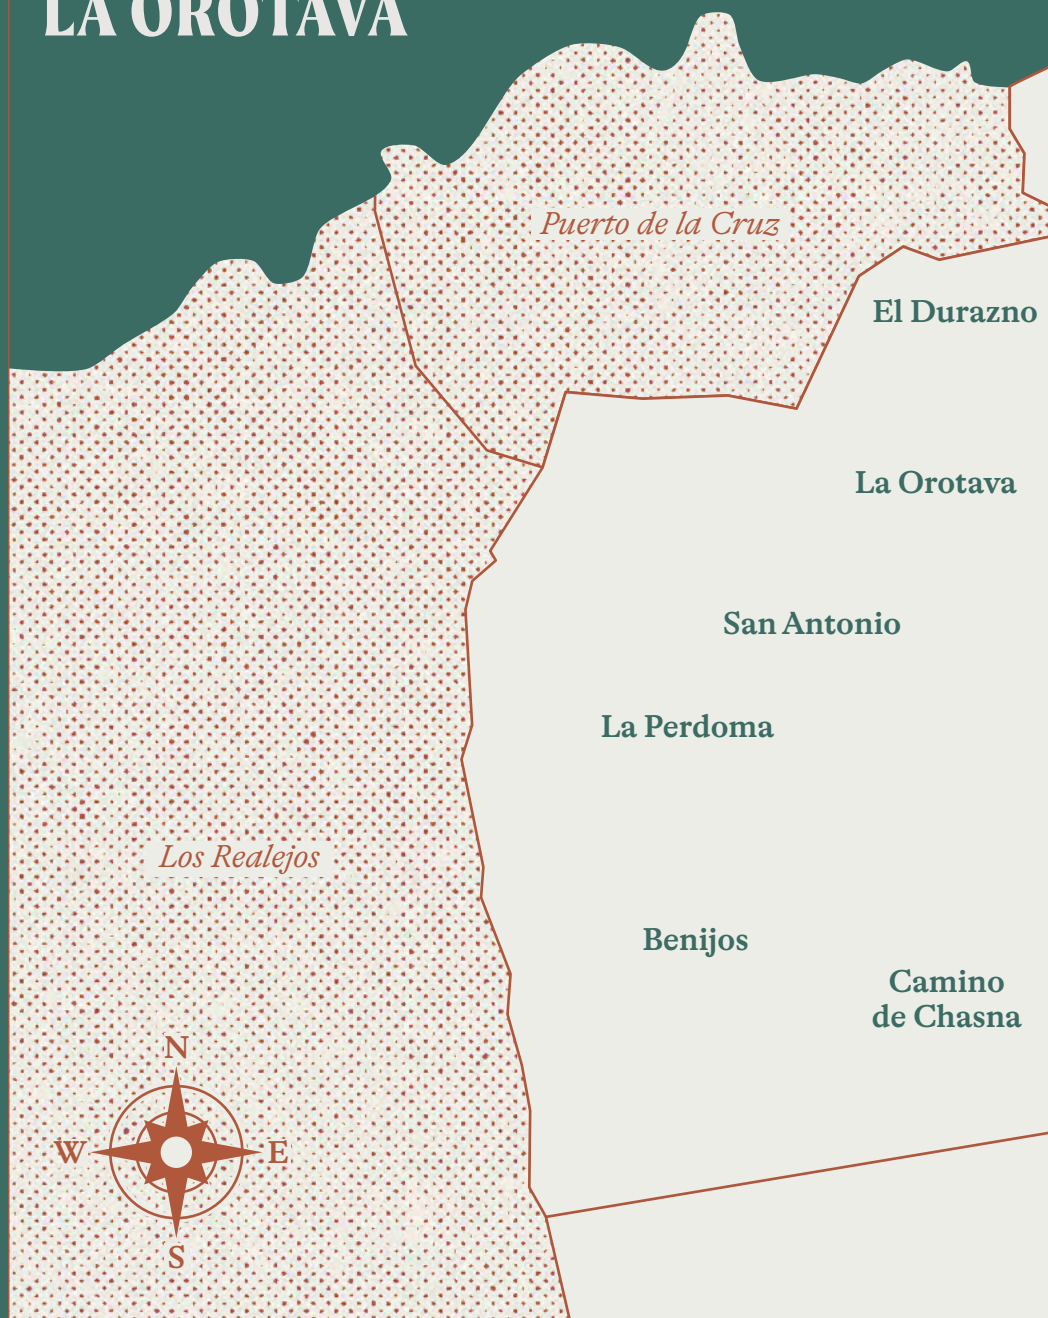 LA OROTAVA
Puerto de la Cruz
El Durazno
La Orotava
San Antonio
La Perdoma
Los Realejos
Benijos
Camino
de Chasna
N
W
E
S